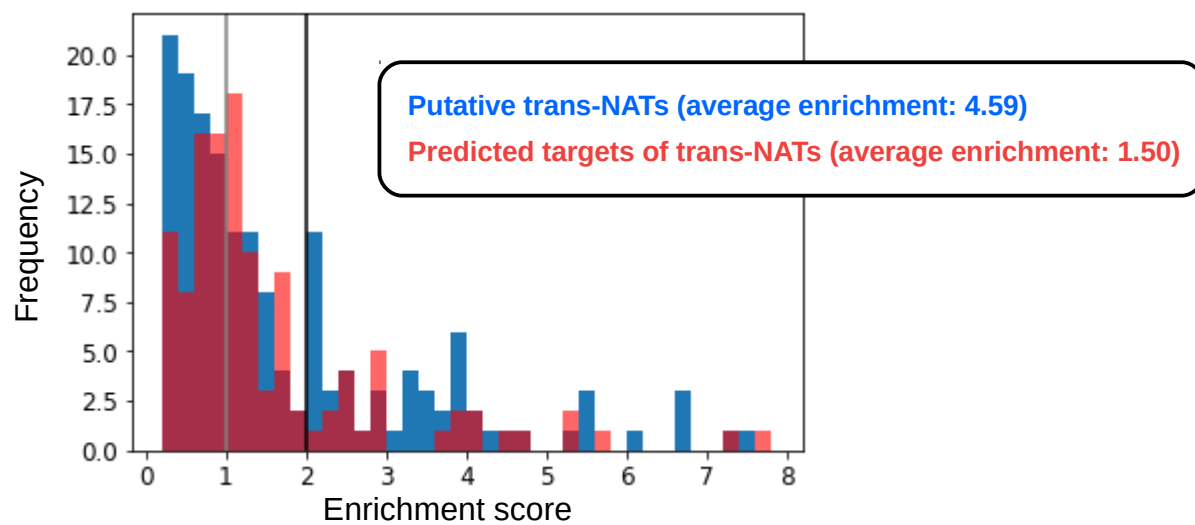 Putative trans-NATs (average enrichment: 4.59)
Predicted targets of trans-NATs (average enrichment: 1.50)
Frequency
20.0
17.5
15.0
12.5
10.0
7.5
5.0
2.5
0.0
0 1 2 3 4 5 6 7 8
Enrichment score